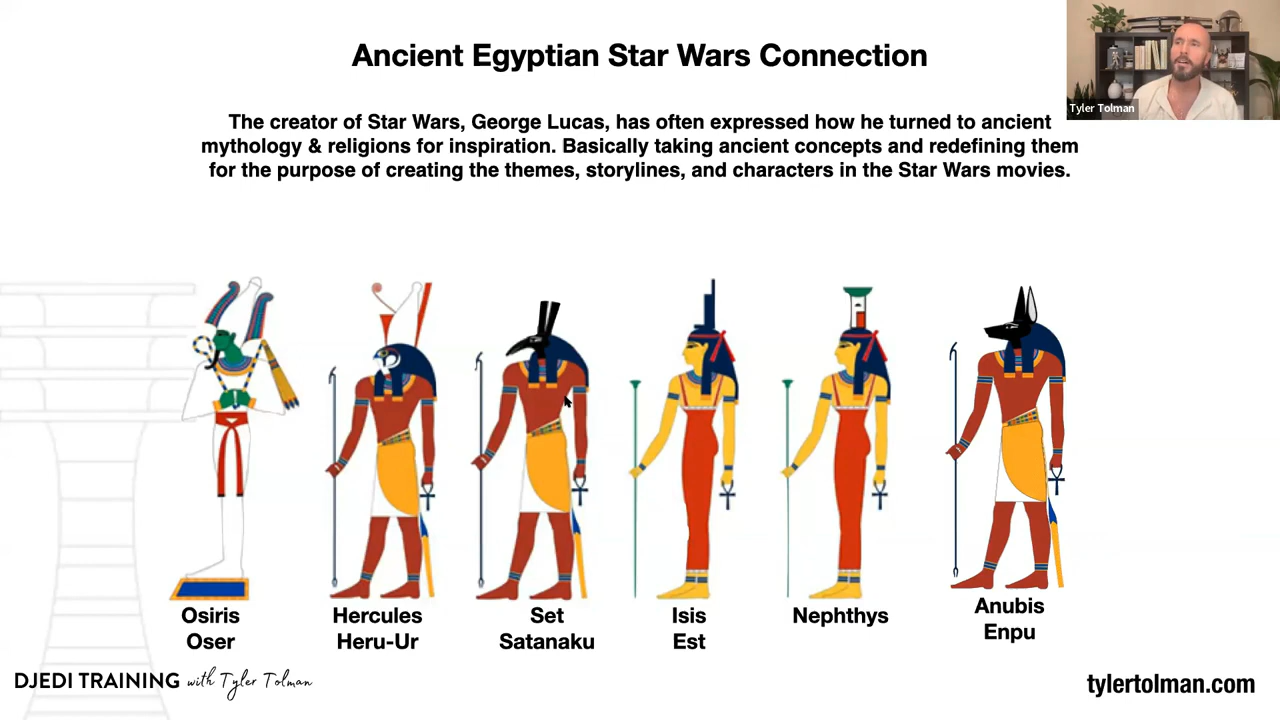 Ancient Egyptian Star Wars Connection
Tyler Tolman
The creator of Star Wars, George Lucas, has often expressed how he turned to ancient
mythology & religions for inspiration. Basically taking ancient concepts and redefining them
for the purpose of creating the themes, storylines, and characters in the Star Wars movies.
Osiris
Oser
Hercules
Heru-Ur
Set
Satanaku
Isis
Est
Nephthys
Anubis
Enpu
DJEDI TRAINING with Tyler Tolman
tylertolman.com